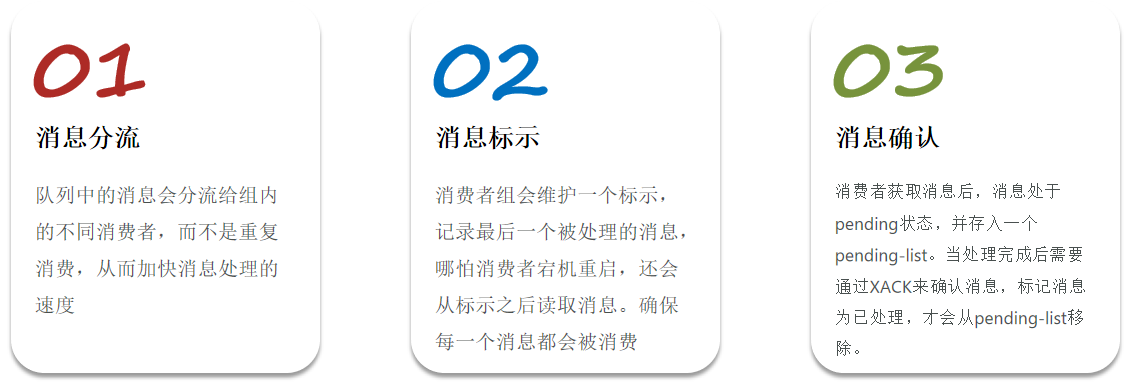 01
消息分流
队列中的消息会分流给组内
的不同消费者，而不是重复
消费，从而加快消息处理的
速度
02
消息标示
消费者组会维护一个标示，
记录最后一个被处理的消息，
哪怕消费者宕机重启，还会
从标示之后读取消息。确保
每一个消息都会被消费
03
消息确认
消费者获取消息后，消息处于
pending状态，并存入一个
pending-list。当处理完成后需要
通过XACK来确认消息，标记消息
为已处理，才会从pending-list移
除。